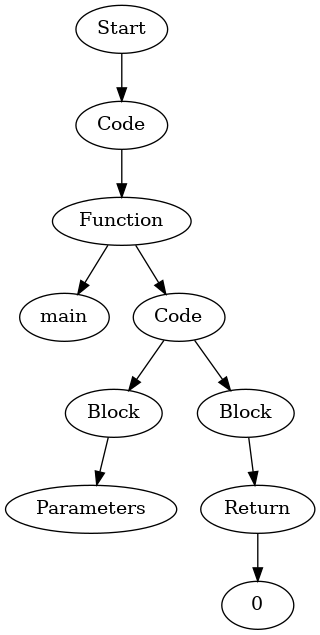 Start
Code
Function
main
Code
Block
Block
Parameters
Return
0